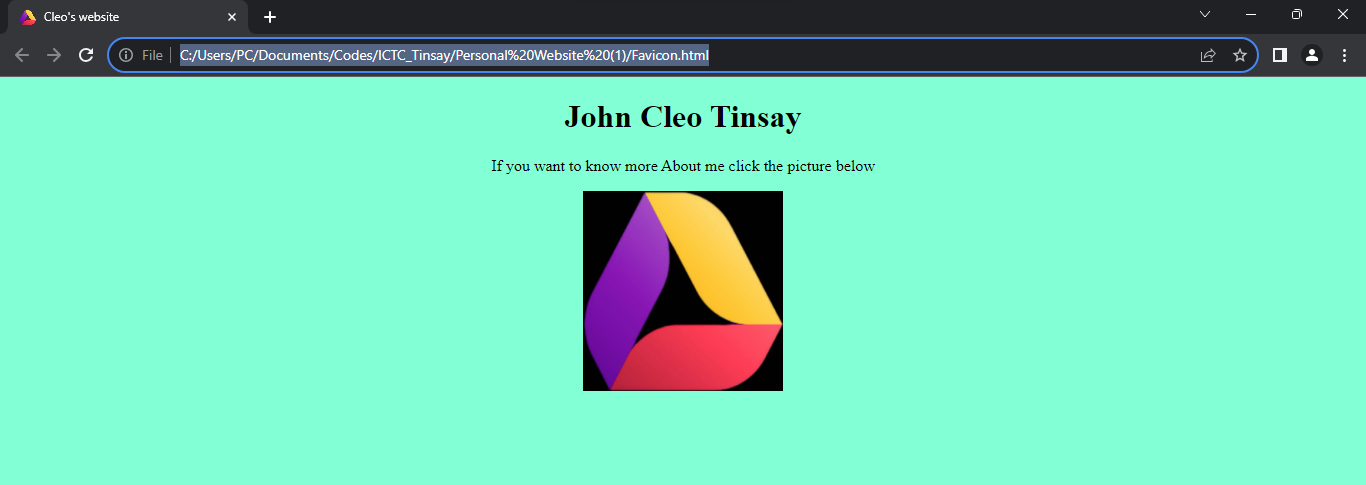 Cleo's website
File
C:/Users/PC/Documents/Codes/ICTC_Tinsay/Personal%20Website%20(1)/Favicon.html
John Cleo Tinsay
If you want to know more About me click the picture below